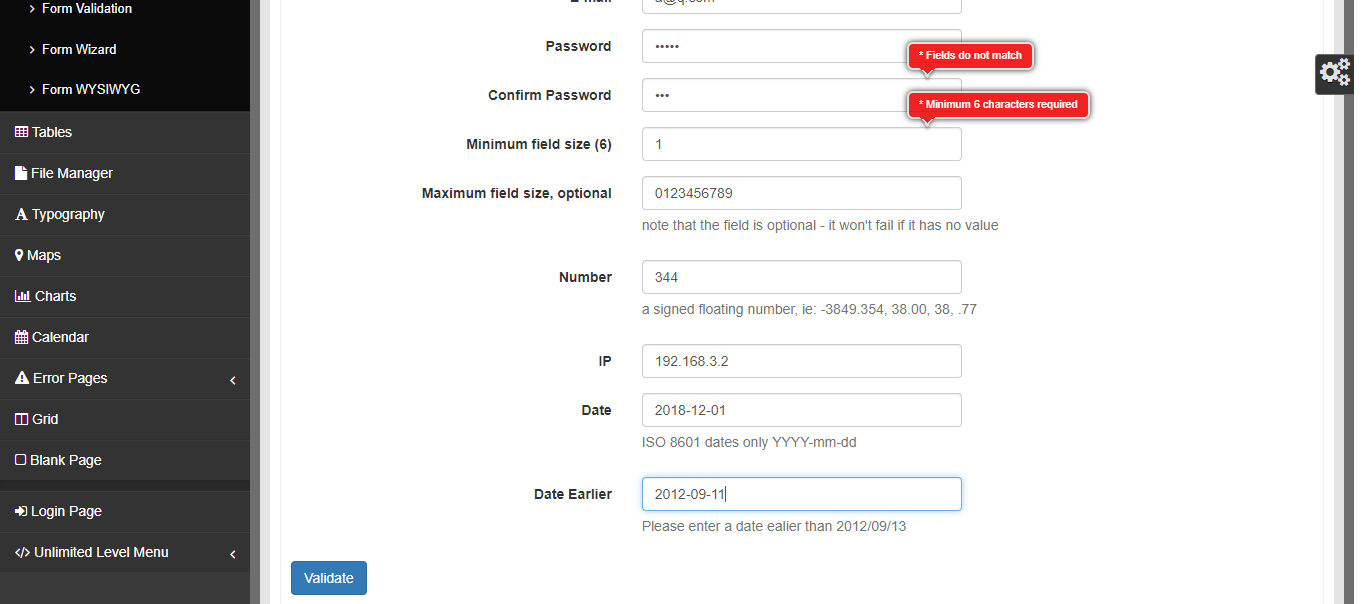 Form Validation
Form Wizard
Form WYSIWYG
Tables
File Manager
Typography
Maps
Charts
Calendar
Error Pages
Grid
Blank Page
Login Page
Unlimited Level Menu
Password
•••••
* Fields do not match
Confirm Password
•••
* Minimum 6 characters required
Minimum field size (6)
1
Maximum field size, optional
0123456789
note that the field is optional - it won't fail if it has no value
Number
344
a signed floating number, ie: -3849.354, 38.00, 38, .77
IP
192.168.3.2
Date
2018-12-01
ISO 8601 dates only YYYY-mm-dd
Date Earlier
2012-09-11
Please enter a date ealier than 2012/09/13
Validate